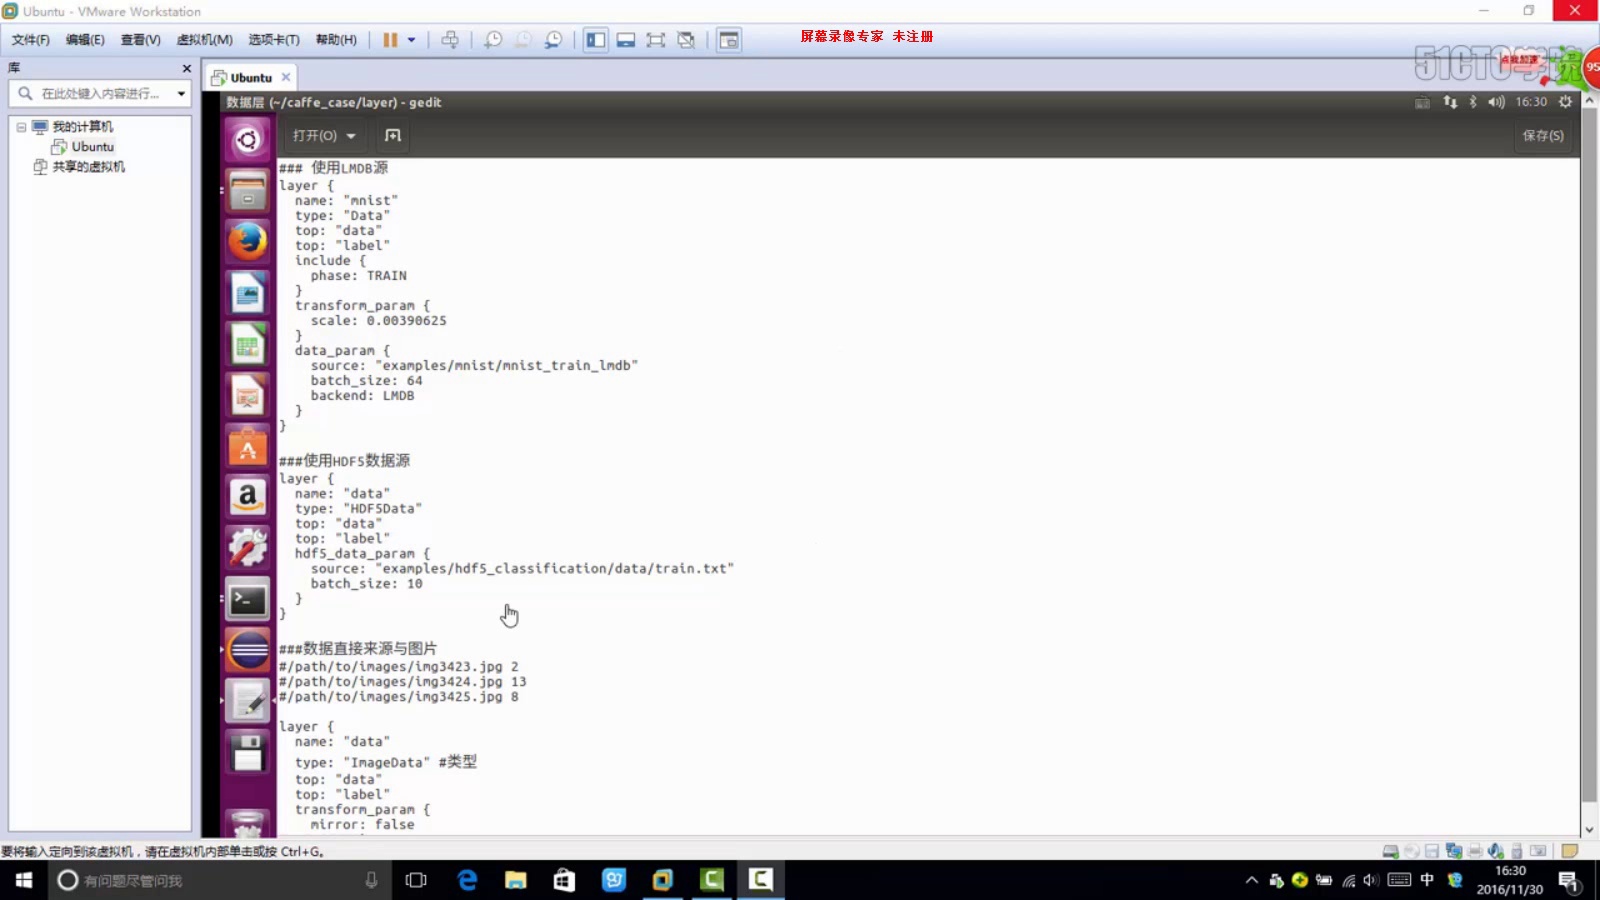 Ubuntu - VMware Workstation
文件(F) 编辑(E) 查看(V) 虚拟机(M) 选项卡(T) 帮助(H)
屏幕录像专家 未注册
51CTO学院
点我加速
95
库
Ubuntu
在此处键入内容进行...
我的计算机
Ubuntu
共享的虚拟机
数据层 (~/caffe_case/layer) - gedit
16:30
打开(O)
保存(S)
### 使用LMDB源
layer {
name: "mnist"
type: "Data"
top: "data"
top: "label"
include {
phase: TRAIN
}
transform_param {
scale: 0.00390625
}
data_param {
source: "examples/mnist/mnist_train_lmdb"
batch_size: 64
backend: LMDB
}
}
###使用HDF5数据源
layer {
name: "data"
type: "HDF5Data"
top: "data"
top: "label"
hdf5_data_param {
source: "examples/hdf5_classification/data/train.txt"
batch_size: 10
}
}
###数据直接来源与图片
#/path/to/images/img3423.jpg 2
#/path/to/images/img3424.jpg 13
#/path/to/images/img3425.jpg 8
layer {
name: "data"
type: "ImageData" #类型
top: "data"
top: "label"
transform_param {
mirror: false
要将输入定向到该虚拟机，请在虚拟机内部单击或按 Ctrl+G。
有问题尽管问我
中
16:30
2016/11/30
1